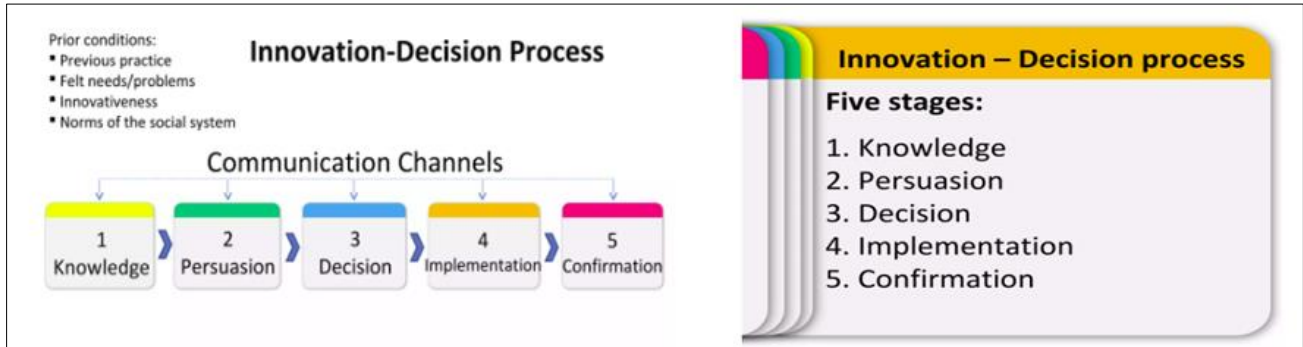 Prior conditions:
▪ Previous practice
▪ Felt needs/problems
▪ Innovativeness
▪ Norms of the social system
Innovation-Decision Process
Communication Channels
1
Knowledge
2
Persuasion
3
Decision
4
Implementation
5
Confirmation
Innovation – Decision process
Five stages:
1. Knowledge
2. Persuasion
3. Decision
4. Implementation
5. Confirmation